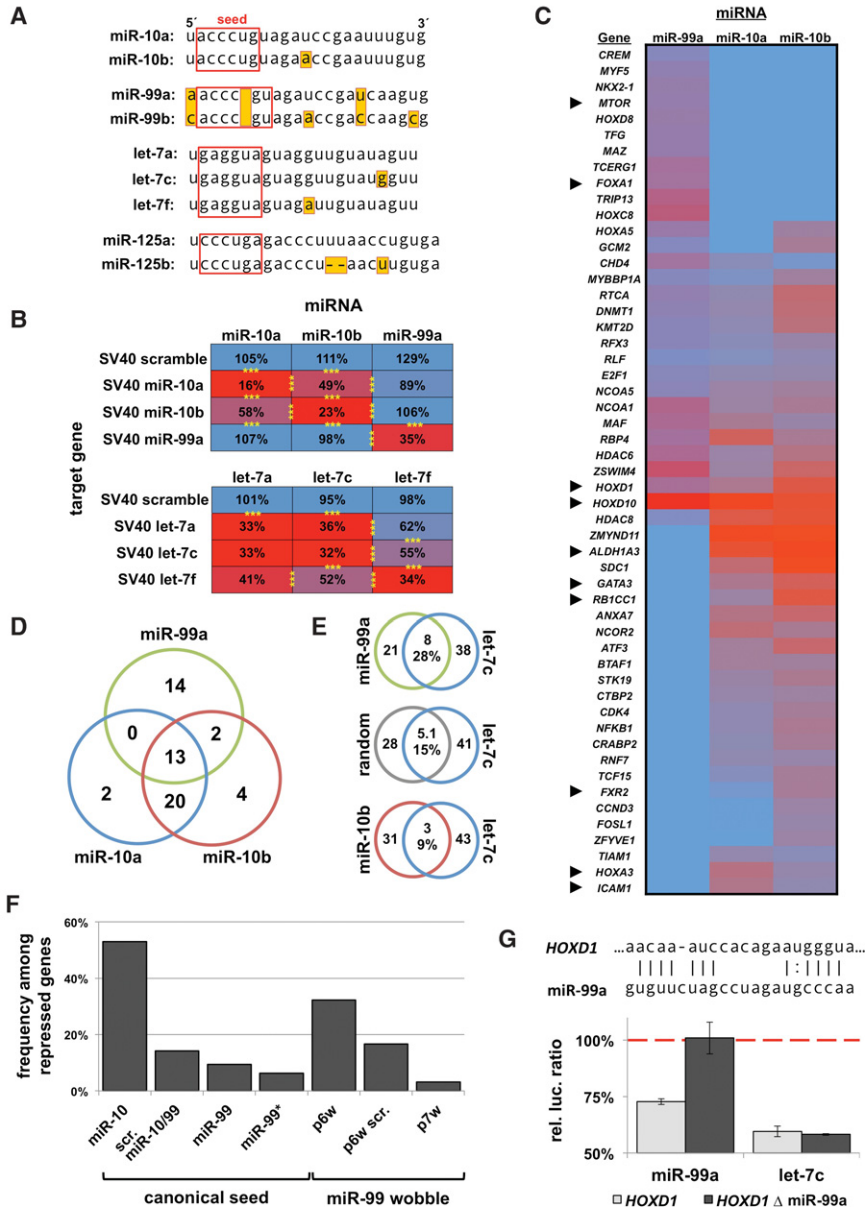 A
5´ seed 3´
miR-10a: uacccuguagauccgaauuugug
miR-10b: uacccuguagaaccgaauuugug
miR-99a: aacccguagauccgaucaagug
miR-99b: cacccguagaaccgaccaagcg
let-7a: ugagguaguagguuguauaguu
let-7c: ugagguaguagguuguaugguu
let-7f: ugagguaguagauuguauaguu
miR-125a: ucccugagacccuuuaaccuguga
miR-125b: ucccugagacccu--aacuuguga
B
miRNA
target gene
miR-10a miR-10b miR-99a
SV40 scramble 105% 111% 129%
SV40 miR-10a 16% 49% 89%
SV40 miR-10b 58% 23% 106%
SV40 miR-99a 107% 98% 35%
let-7a let-7c let-7f
SV40 scramble 101% 95% 98%
SV40 let-7a 33% 36% 62%
SV40 let-7c 33% 32% 55%
SV40 let-7f 41% 52% 34%
C
miRNA
Gene miR-99a miR-10a miR-10b
CREM
MYF5
NKX2-1
MTOR
HOXD8
TFG
MAZ
TCERG1
FOXA1
TRIP13
HOXC8
HOXA5
GCM2
CHD4
MYBBP1A
RTCA
DNMT1
KMT2D
RFX3
RLF
E2F1
NCOA5
NCOA1
MAF
RBP4
HDAC6
ZSWIM4
HOXD1
HOXD10
HDAC8
ZMYND11
ALDH1A3
SDC1
GATA3
RB1CC1
ANXA7
NCOR2
ATF3
BTAF1
STK19
CTBP2
CDK4
NFKB1
CRABP2
RNF7
TCF15
FXR2
CCND3
FOSL1
ZFYVE1
TIAM1
HOXA3
ICAM1
D
miR-99a
14
0 2
13
2 20 4
miR-10a miR-10b
E
miR-99a 21 8 28% 38 let-7c
random 28 5.1 15% 41 let-7c
miR-10b 31 3 9% 43 let-7c
F
frequency among repressed genes
60%
40%
20%
0%
miR-10 scr. miR-10/99 miR-99 miR-99* p6w p6w scr. p7w
canonical seed miR-99 wobble
G
HOXD1 ...aacaa-auccacagaaugggua...
miR-99a guguucuagccuagaugcccaa
rel. luc. ratio
100%
75%
50%
miR-99a let-7c
HOXD1 HOXD1 Δ miR-99a